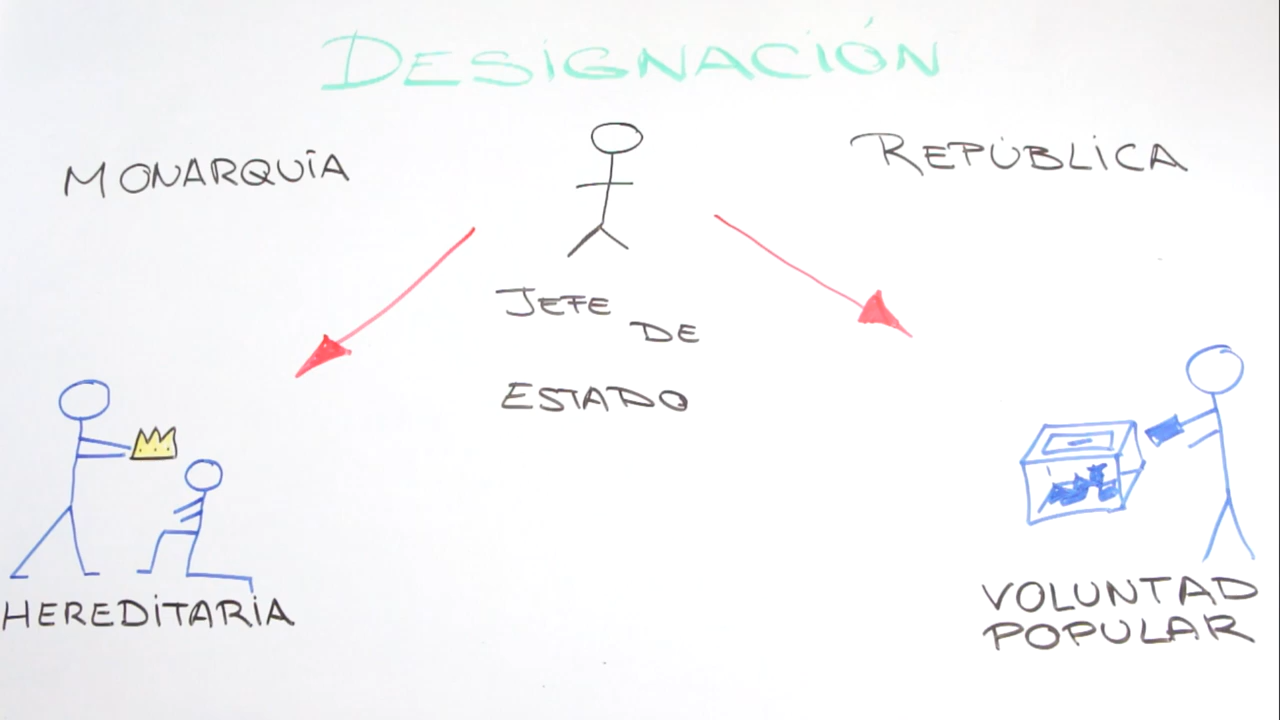 DESIGNACIÓN
MONARQUÍA
REPÚBLICA
JEFE
DE
ESTADO
HEREDITARIA
VOLUNTAD
POPULAR